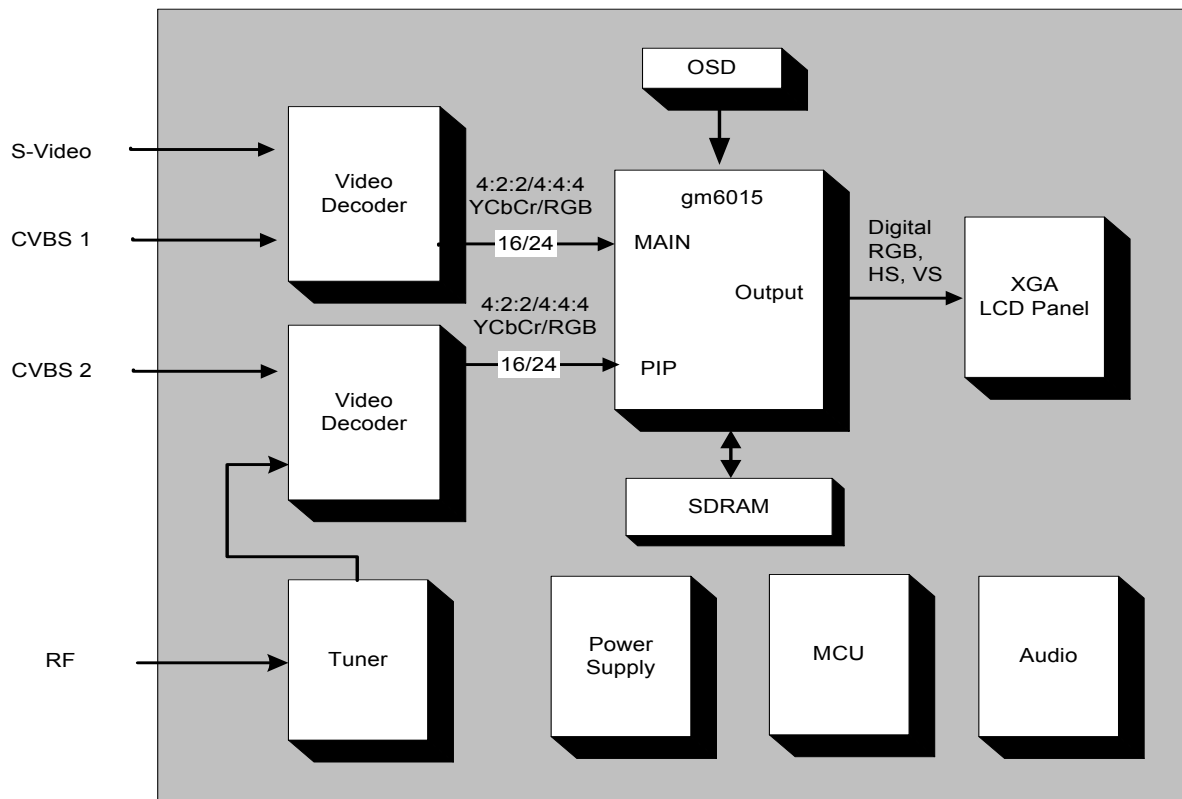 OSD
S-Video
Video
Decoder
4:2:2/4:4:4
YCbCr/RGB
16/24
gm6015
MAIN
Digital
RGB,
HS, VS
XGA
LCD Panel
CVBS 1
Output
4:2:2/4:4:4
YCbCr/RGB
16/24
PIP
CVBS 2
Video
Decoder
SDRAM
RF
Tuner
Power
Supply
MCU
Audio